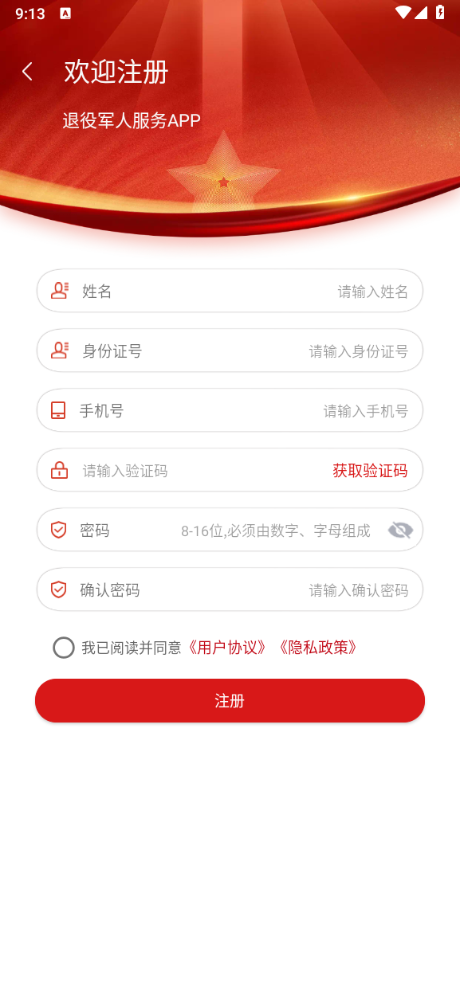 9:13
欢迎注册
退役军人服务APP
姓名 请输入姓名
身份证号 请输入身份证号
手机号 请输入手机号
请输入验证码 获取验证码
密码 8-16位,必须由数字、字母组成
确认密码 请输入确认密码
我已阅读并同意《用户协议》《隐私政策》
注册